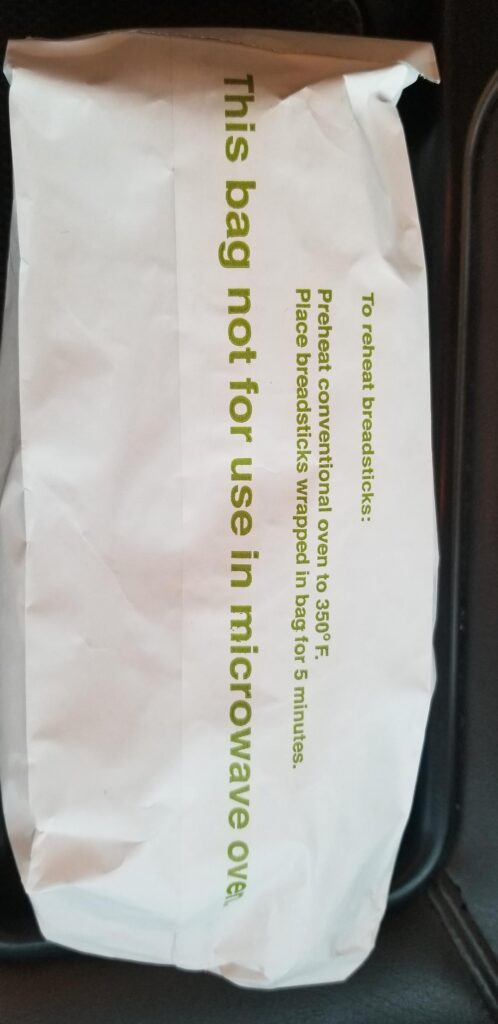 To reheat breadsticks:
Preheat conventional oven to 350°F.
Place breadsticks wrapped in bag for 5 minutes.
This bag not for use in microwave oven.